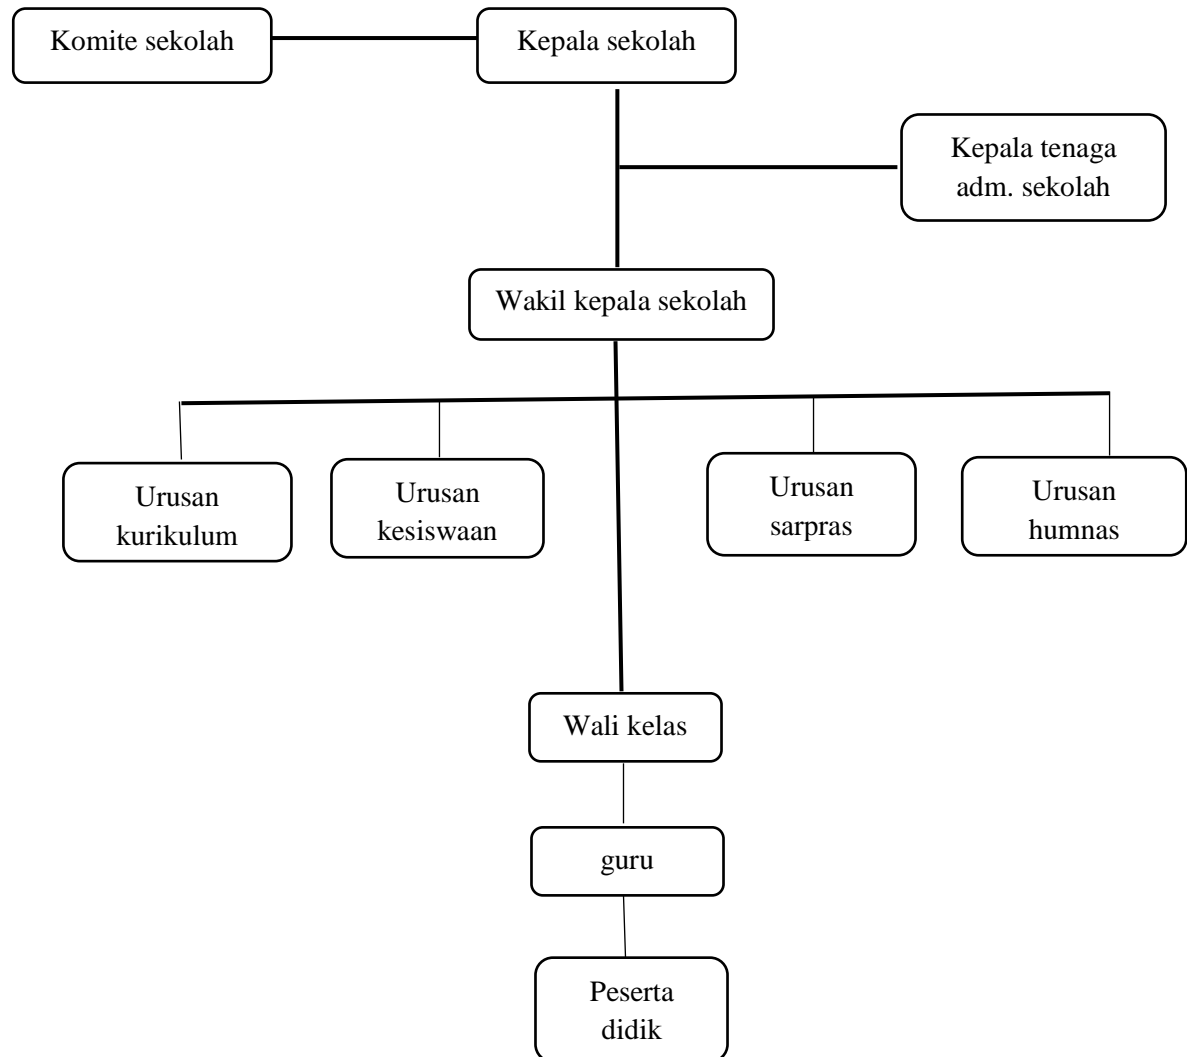 Komite sekolah
Kepala sekolah
Kepala tenaga
adm. sekolah
Wakil kepala sekolah
Urusan
kurikulum
Urusan
kesiswaan
Urusan
sarpras
Urusan
humnas
Wali kelas
guru
Peserta
didik